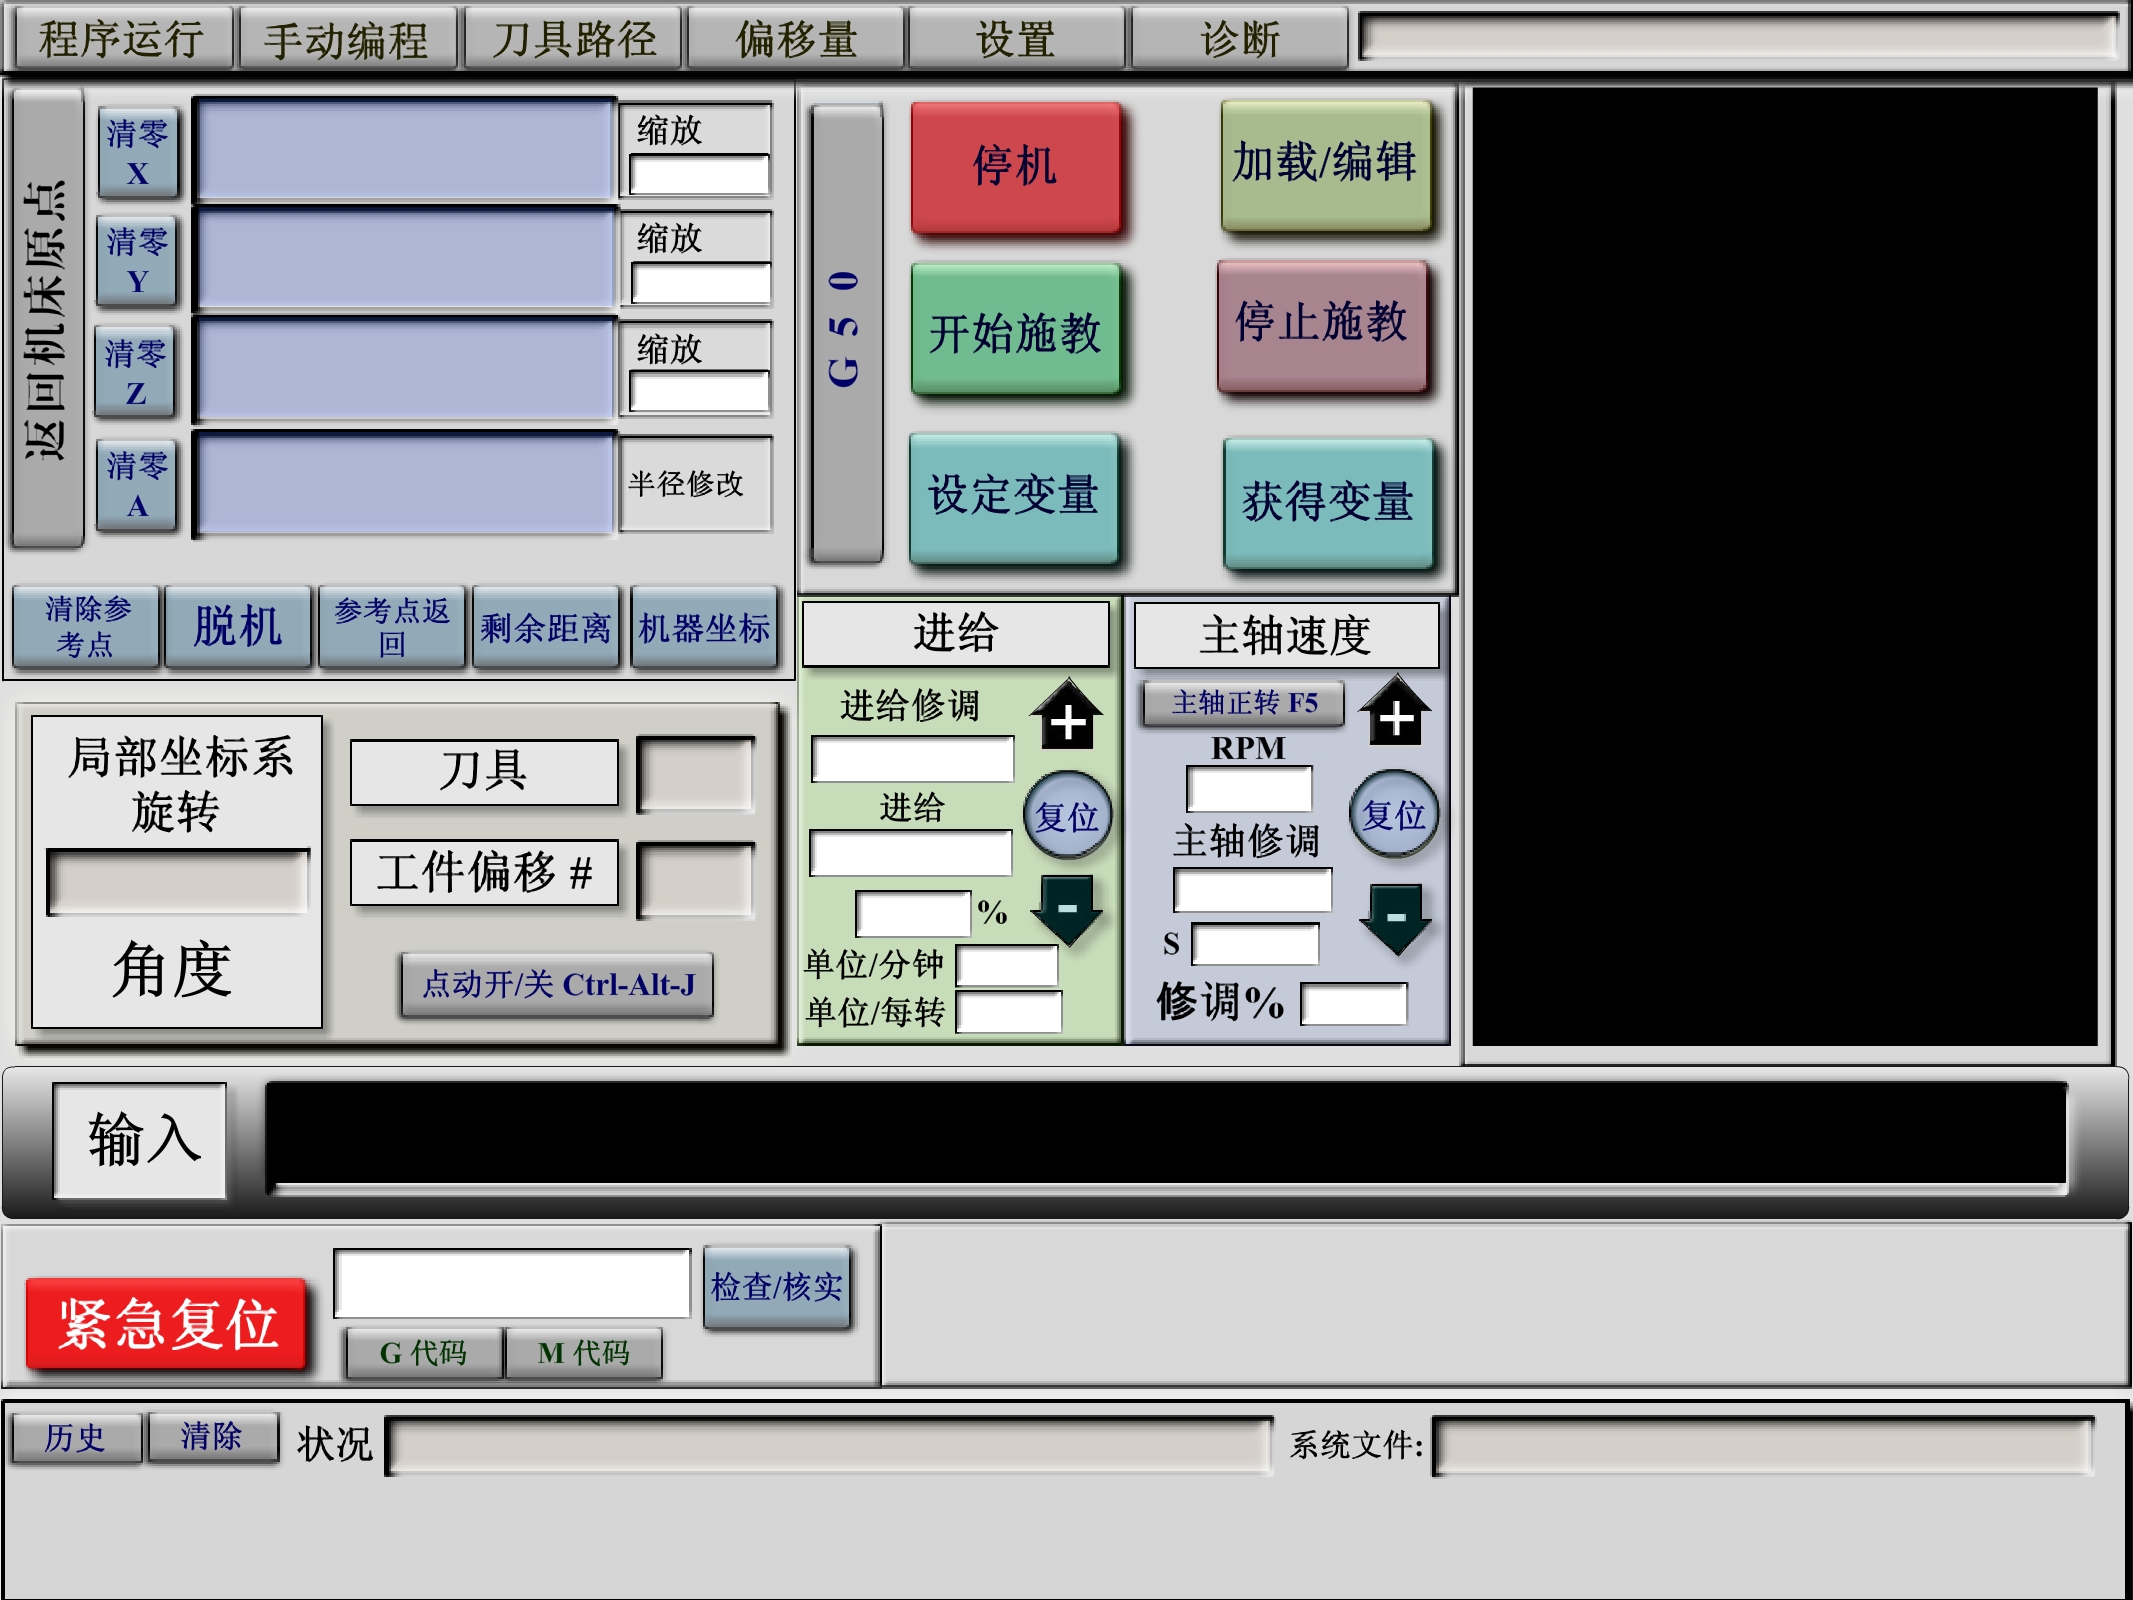 程序运行
手动编程
刀具路径
偏移量
设置
诊断
返回机床原点
清零
X
缩放
清零
Y
缩放
清零
Z
缩放
清零
A
半径修改
清除参
考点
脱机
参考点返
回
剩余距离
机器坐标
G50
停机
加载/编辑
开始施教
停止施教
设定变量
获得变量
局部坐标系
旋转
角度
刀具
工件偏移 #
点动开/关 Ctrl-Alt-J
进给
进给修调
+
进给
复位
%
-
单位/分钟
单位/每转
主轴速度
主轴正转 F5
+
RPM
复位
主轴修调
-
S
修调%
输入
紧急复位
检查/核实
G 代码
M 代码
历史
清除
状况
系统文件: